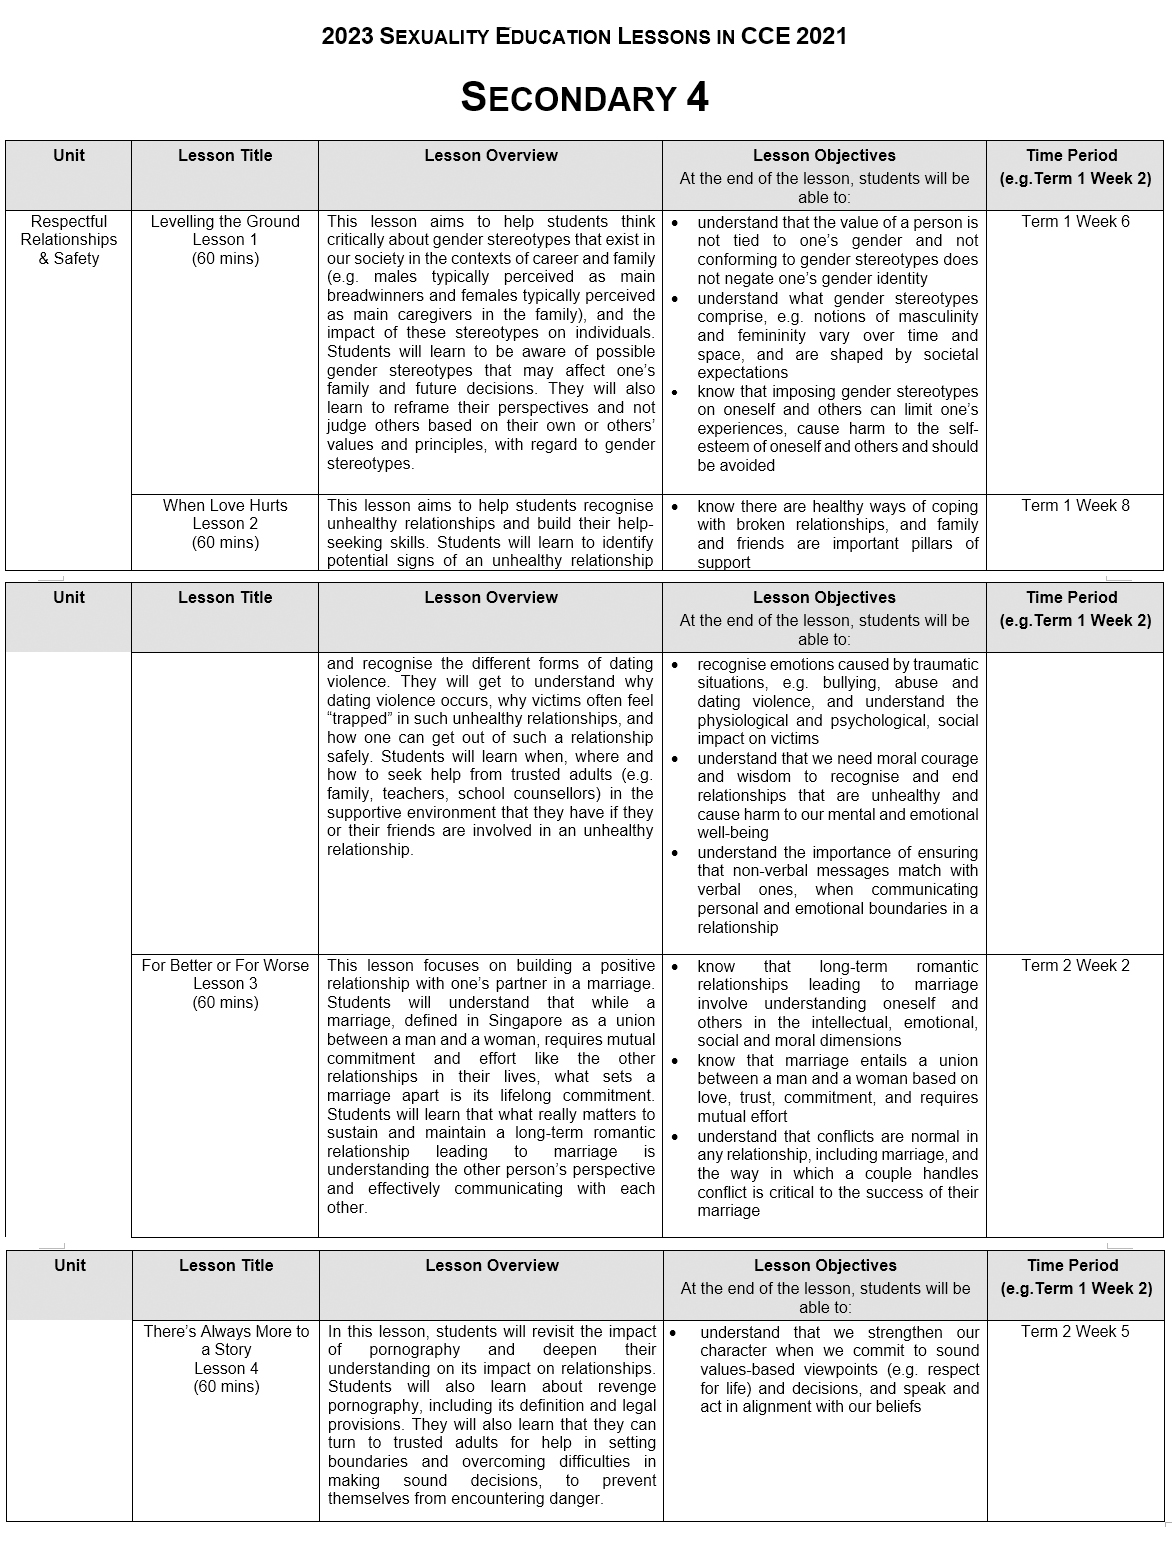 2023 SEXUALITY EDUCATION LESSONS IN CCE 2021
SECONDARY 4
Unit
Lesson Title
Lesson Overview
Lesson Objectives
At the end of the lesson, students will be
able to:
Time Period
(e.g.Term 1 Week 2)
Respectful
Relationships
& Safety
Levelling the Ground
Lesson 1
(60 mins)
This lesson aims to help students think
critically about gender stereotypes that exist in
our society in the contexts of career and family
(e.g. males typically perceived as main
breadwinners and females typically perceived
as main caregivers in the family), and the
impact of these stereotypes on individuals.
Students will learn to be aware of possible
gender stereotypes that may affect one's
family and future decisions. They will also
learn to reframe their perspectives and not
judge others based on their own or others'
values and principles, with regard to gender
stereotypes.
• understand that the value of a person is
not tied to one's gender and not
conforming to gender stereotypes does
not negate one's gender identity
• understand what gender stereotypes
comprise, e.g. notions of masculinity
and femininity vary over time and
space, and are shaped by societal
expectations
• know that imposing gender stereotypes
on oneself and others can limit one's
experiences, cause harm to the self-
esteem of oneself and others and should
be avoided
Term 1 Week 6
When Love Hurts
Lesson 2
(60 mins)
This lesson aims to help students recognise
unhealthy relationships and build their help-
seeking skills. Students will learn to identify
potential signs of an unhealthy relationship
• know there are healthy ways of coping
with broken relationships, and family
and friends are important pillars of
support
Term 1 Week 8
Unit
Lesson Title
Lesson Overview
Lesson Objectives
At the end of the lesson, students will be
able to:
Time Period
(e.g.Term 1 Week 2)
and recognise the different forms of dating
violence. They will get to understand why
dating violence occurs, why victims often feel
“trapped” in such unhealthy relationships, and
how one can get out of such a relationship
safely. Students will learn when, where and
how to seek help from trusted adults (e.g.
family, teachers, school counsellors) in the
supportive environment that they have if they
or their friends are involved in an unhealthy
relationship.
• recognise emotions caused by traumatic
situations, e.g. bullying, abuse and
dating violence, and understand the
physiological and psychological, social
impact on victims
• understand that we need moral courage
and wisdom to recognise and end
relationships that are unhealthy and
cause harm to our mental and emotional
well-being
• understand the importance of ensuring
that non-verbal messages match with
verbal ones, when communicating
personal and emotional boundaries in a
relationship
For Better or For Worse
Lesson 3
(60 mins)
This lesson focuses on building a positive
relationship with one's partner in a marriage.
Students will understand that while a
marriage, defined in Singapore as a union
between a man and a woman, requires mutual
commitment and effort like the other
relationships in their lives, what sets a
marriage apart is its lifelong commitment.
Students will learn that what really matters to
sustain and maintain a long-term romantic
relationship leading to marriage is
understanding the other person's perspective
and effectively communicating with each
other.
• know that long-term romantic
relationships leading to marriage
involve understanding oneself and
others in the intellectual, emotional,
social and moral dimensions
• know that marriage entails a union
between a man and a woman based on
love, trust, commitment, and requires
mutual effort
• understand that conflicts are normal in
any relationship, including marriage, and
the way in which a couple handles
conflict is critical to the success of their
marriage
Term 2 Week 2
Unit
Lesson Title
Lesson Overview
Lesson Objectives
At the end of the lesson, students will be
able to:
Time Period
(e.g.Term 1 Week 2)
There's Always More to
a Story
Lesson 4
(60 mins)
In this lesson, students will revisit the impact
of pornography and deepen their
understanding on its impact on relationships.
Students will also learn about revenge
pornography, including its definition and legal
provisions. They will also learn that they can
turn to trusted adults for help in setting
boundaries and overcoming difficulties in
making sound decisions, to prevent
themselves from encountering danger.
• understand that we strengthen our
character when we commit to sound
values-based viewpoints (e.g. respect
for life) and decisions, and speak and
act in alignment with our beliefs
Term 2 Week 5